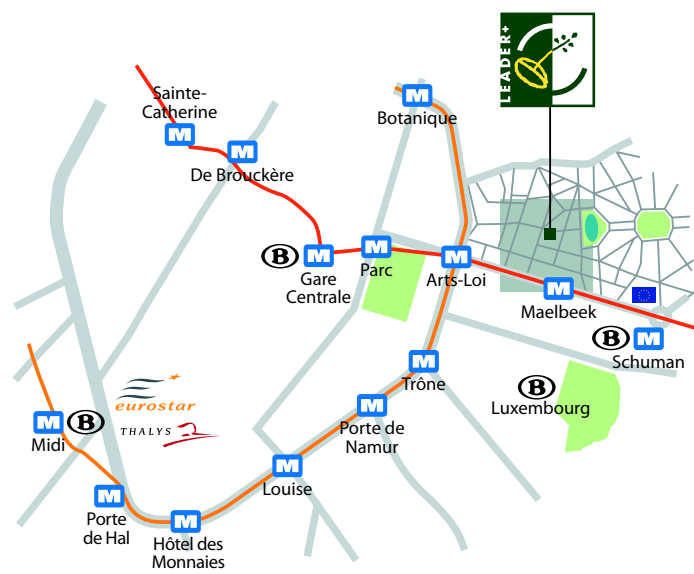 LEADER+
Sainte-
Catherine
M
Botanique
M
De Brouckère
M
B
M
Gare
Centrale
M
Parc
M
Arts-Loi
M
Maelbeek
B
M
Schuman
M
Trône
B
Luxembourg
eurostar
THALYS
M
B
Midi
M
Porte de
Namur
M
Louise
M
Porte
de Hal
M
Hôtel des
Monnaies